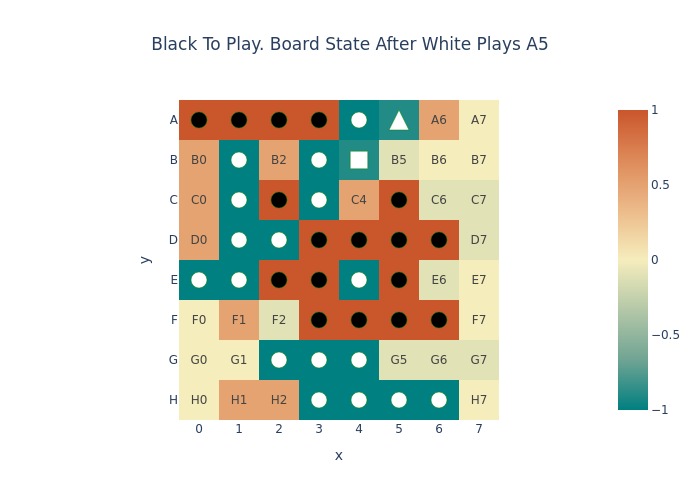 Black To Play. Board State After White Plays A5
A A6 A7 1
B B0 B2 B5 B6 B7
C C0 C4 C6 C7 0.5
D D0 D7
y E E6 E7 0
F F0 F1 F2 F7 −0.5
G G0 G1 G5 G6 G7
H H0 H1 H2 H7 −1
0 1 2 3 4 5 6 7
x